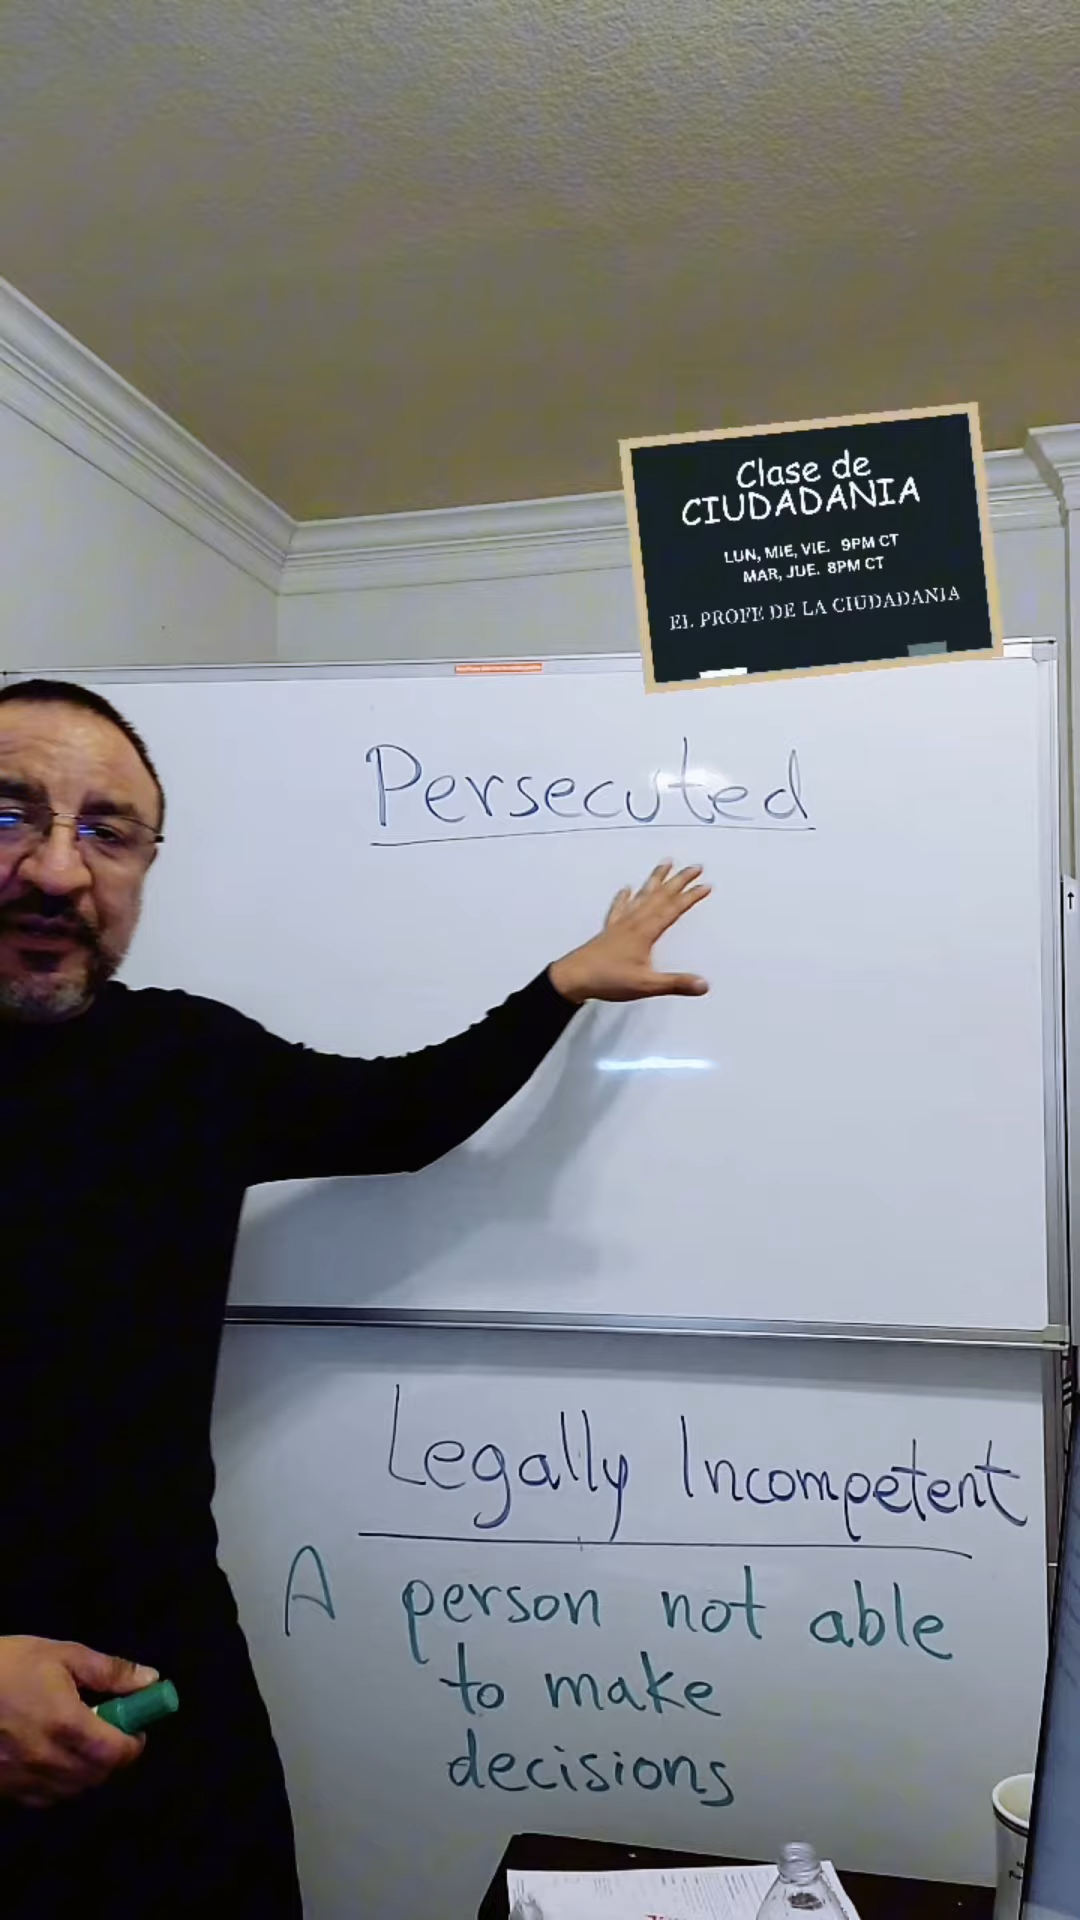 Clase de
CIUDADANIA
LUN, MIE, VIE. 9PM CT
MAR, JUE. 8PM CT
EL PROFE DE LA CIUDADANIA
Persecuted
Legally Incompetent
A person not able
to make
decisions